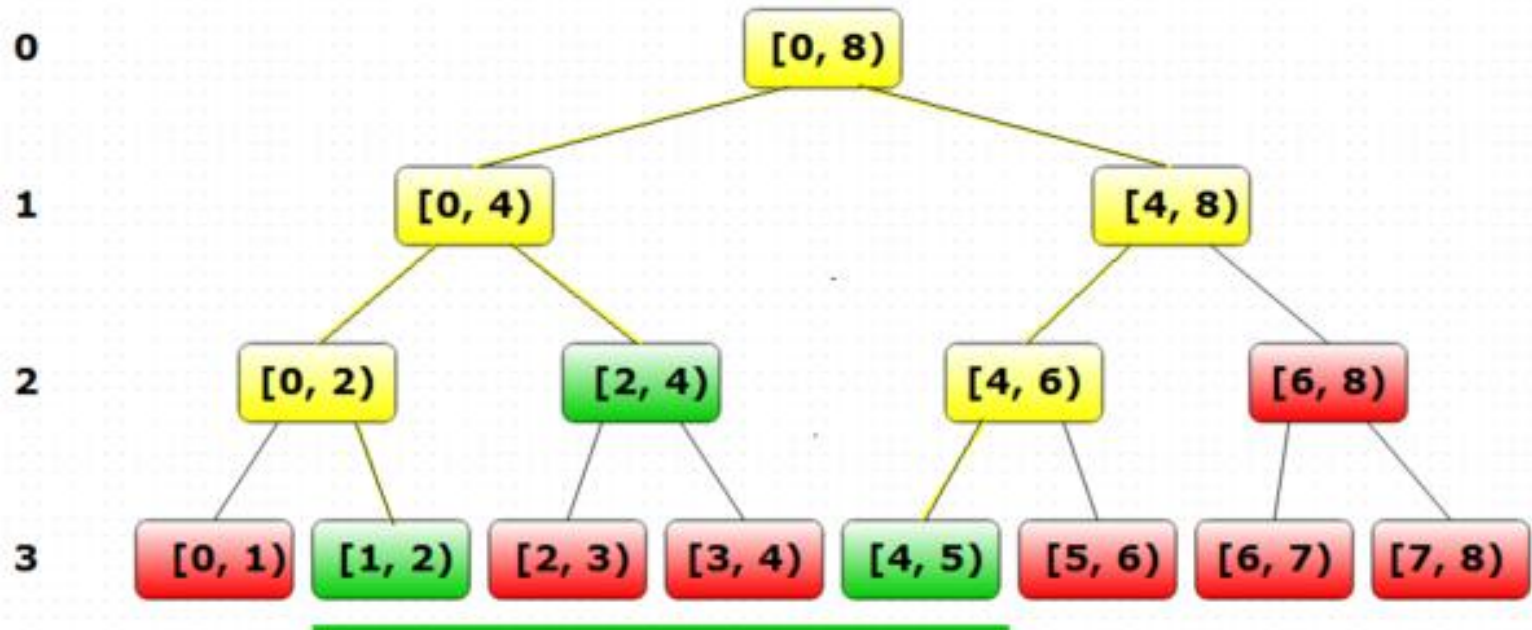 0 [0, 8)
1 [0, 4) [4, 8)
2 [0, 2) [2, 4) [4, 6) [6, 8)
3 [0, 1) [1, 2) [2, 3) [3, 4) [4, 5) [5, 6) [6, 7) [7, 8)